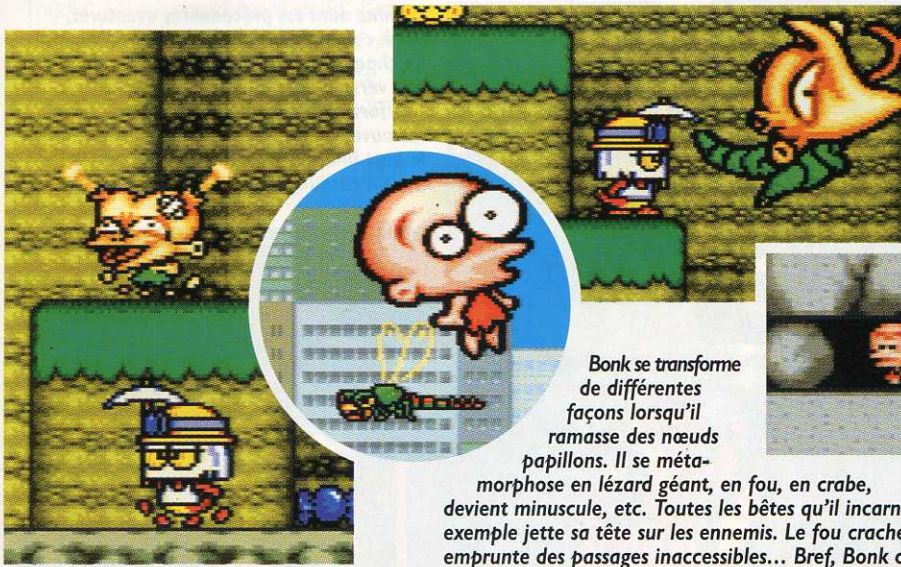 Bonk se transforme
de différentes
façons lorsqu'il
ramasse des nœuds
papillons. Il se méta-
morphose en lézard géant, en fou, en crabe,
devient minuscule, etc. Toutes les bêtes qu'il incarn
exemple jette sa tête sur les ennemis. Le fou crache
emprunte des passages inaccessibles... Bref, Bonk